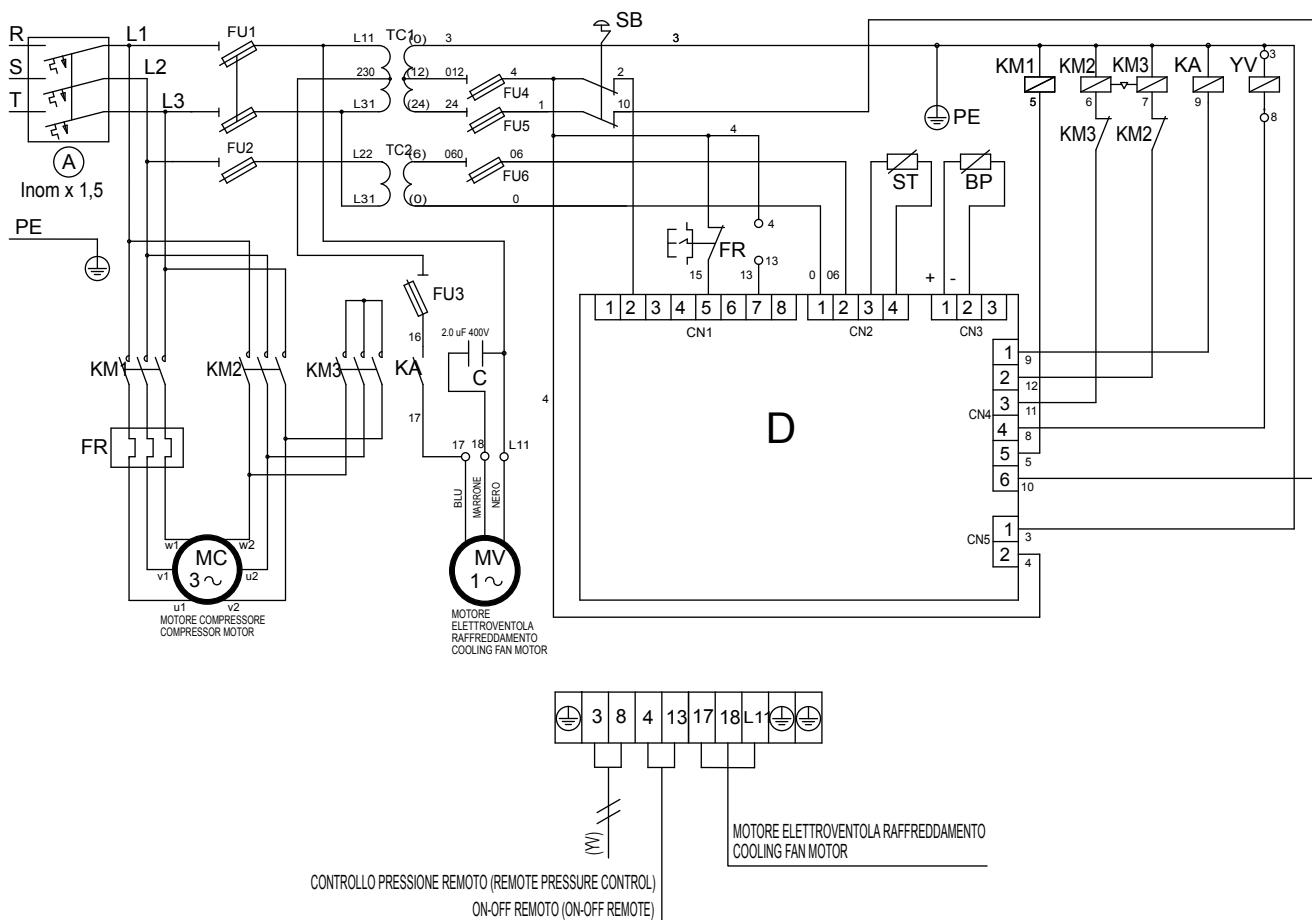 R L1 FU1 L11 TC1 (0) 3 SB 3
S L2 230 (12) 012 4 FU4 2 KM1 KM2 KM3 KA YV 3
T L3 L31 (24) 24 1 FU5 10 5 6 7 9 8
A FU2 4 PE KM3 KM2
Inom x 1,5 L22 TC2 (6) 060 06 FU6 ST BP
L31 (0) 0
PE
4
FR
15 13 13 0 06 + -
FU3
16
2.0 uF 400V
1 2 3 4 5 6 7 8 1 2 3 4 1 2 3
CN1 CN2 CN3
KM1 KM2 KM3 KA C
1 9
2 12
CN4 3 11
4 8
5 5
6 10
17 4
D
FR 17 18 L11
BLU MARRONE NERO
CN5 1 3
2 4
w1 w2
MC
3 ~
v1 u2
u1 v2
MV
1 ~
MOTORE COMPRESSORE
COMPRESSOR MOTOR
MOTORE
ELETTROVENTOLA
RAFFREDDAMENTO
COOLING FAN MOTOR
3 8 4 13 17 18 L11
(YV)
MOTORE ELETTROVENTOLA RAFFREDDAMENTO
COOLING FAN MOTOR
CONTROLLO PRESSIONE REMOTO (REMOTE PRESSURE CONTROL)
ON-OFF REMOTO (ON-OFF REMOTE)